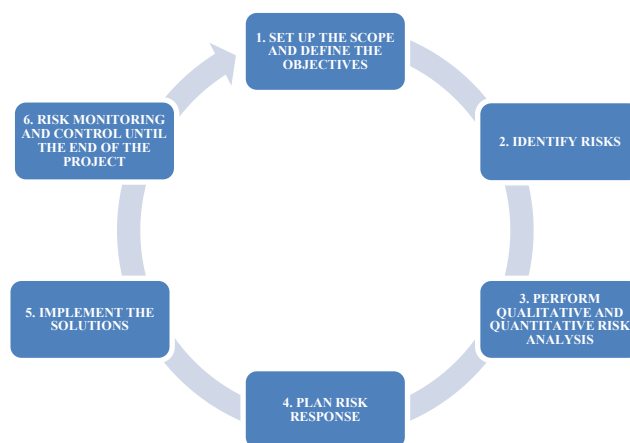 1. SET UP THE SCOPE
AND DEFINE THE
OBJECTIVES
2. IDENTIFY RISKS
3. PERFORM
QUALITATIVE AND
QUANTITATIVE RISK
ANALYSIS
4. PLAN RISK
RESPONSE
5. IMPLEMENT THE
SOLUTIONS
6. RISK MONITORING
AND CONTROL UNTIL
THE END OF THE
PROJECT